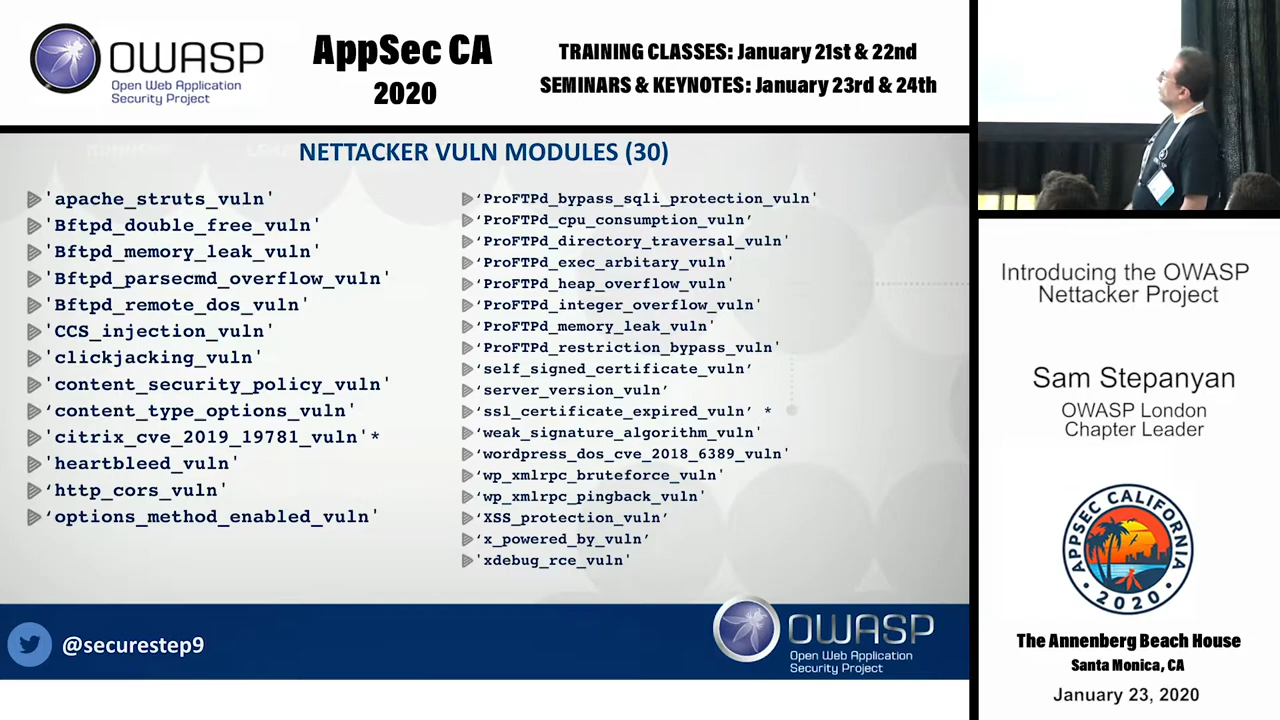 OWASP
Open Web Application
Security Project
AppSec CA
2020
TRAINING CLASSES: January 21st & 22nd
SEMINARS & KEYNOTES: January 23rd & 24th
NETTACKER VULN MODULES (30)
'apache_struts_vuln'
'Bftpd_double_free_vuln'
'Bftpd_memory_leak_vuln'
'Bftpd_parsecmd_overflow_vuln'
'Bftpd_remote_dos_vuln'
'CCS_injection_vuln'
'clickjacking_vuln'
'content_security_policy_vuln'
‘content_type_options_vuln'
'citrix_cve_2019_19781_vuln'*
'heartbleed_vuln'
‘http_cors_vuln'
‘options_method_enabled_vuln'
‘ProFTPd_bypass_sqli_protection_vuln'
‘ProFTPd_cpu_consumption_vuln’
‘ProFTPd_directory_traversal_vuln'
‘ProFTPd_exec_arbitary_vuln'
‘ProFTPd_heap_overflow_vuln'
‘ProFTPd_integer_overflow_vuln'
‘ProFTPd_memory_leak_vuln'
‘ProFTPd_restriction_bypass_vuln'
‘self_signed_certificate_vuln’
‘server_version_vuln’
‘ssl_certificate_expired_vuln’ *
‘weak_signature_algorithm_vuln'
‘wordpress_dos_cve_2018_6389_vuln'
‘wp_xmlrpc_bruteforce_vuln'
‘wp_xmlrpc_pingback_vuln'
‘XSS_protection_vuln’
‘x_powered_by_vuln’
'xdebug_rce_vuln'
@securestep9
OWASP
Open Web Application
Security Project
Introducing the OWASP
Nettacker Project
Sam Stepanyan
OWASP London
Chapter Leader
APPSEC CALIFORNIA
2020
The Annenberg Beach House
Santa Monica, CA
January 23, 2020